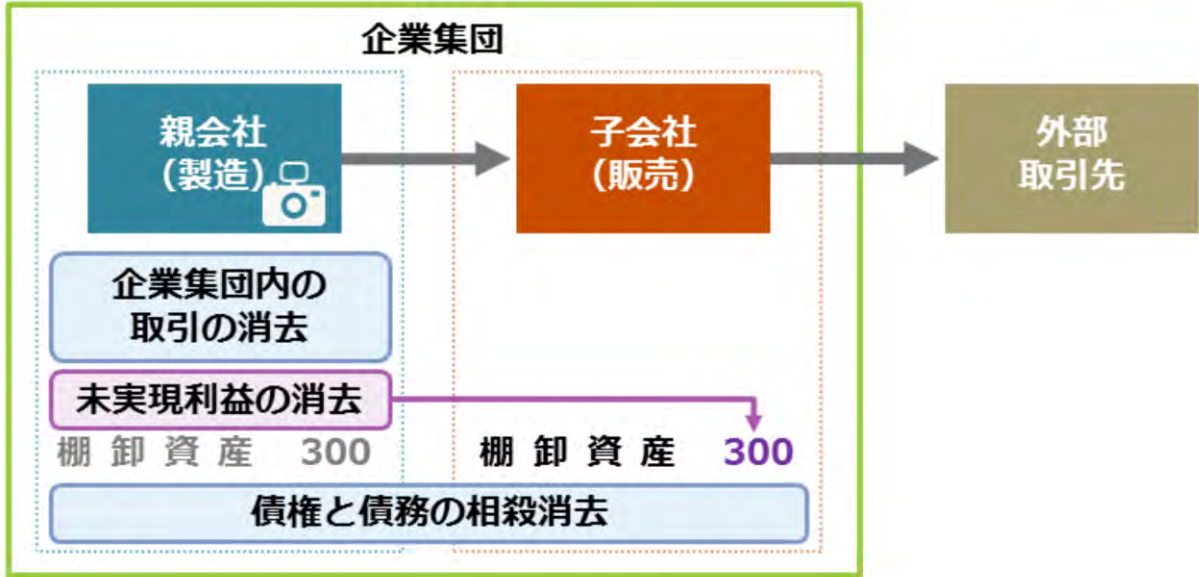 企業集団
親会社
（製造）
子会社
（販売）
外部
取引先
企業集団内の
取引の消去
未実現利益の消去
棚卸資産 300
棚卸資産 300
債権と債務の相殺消去